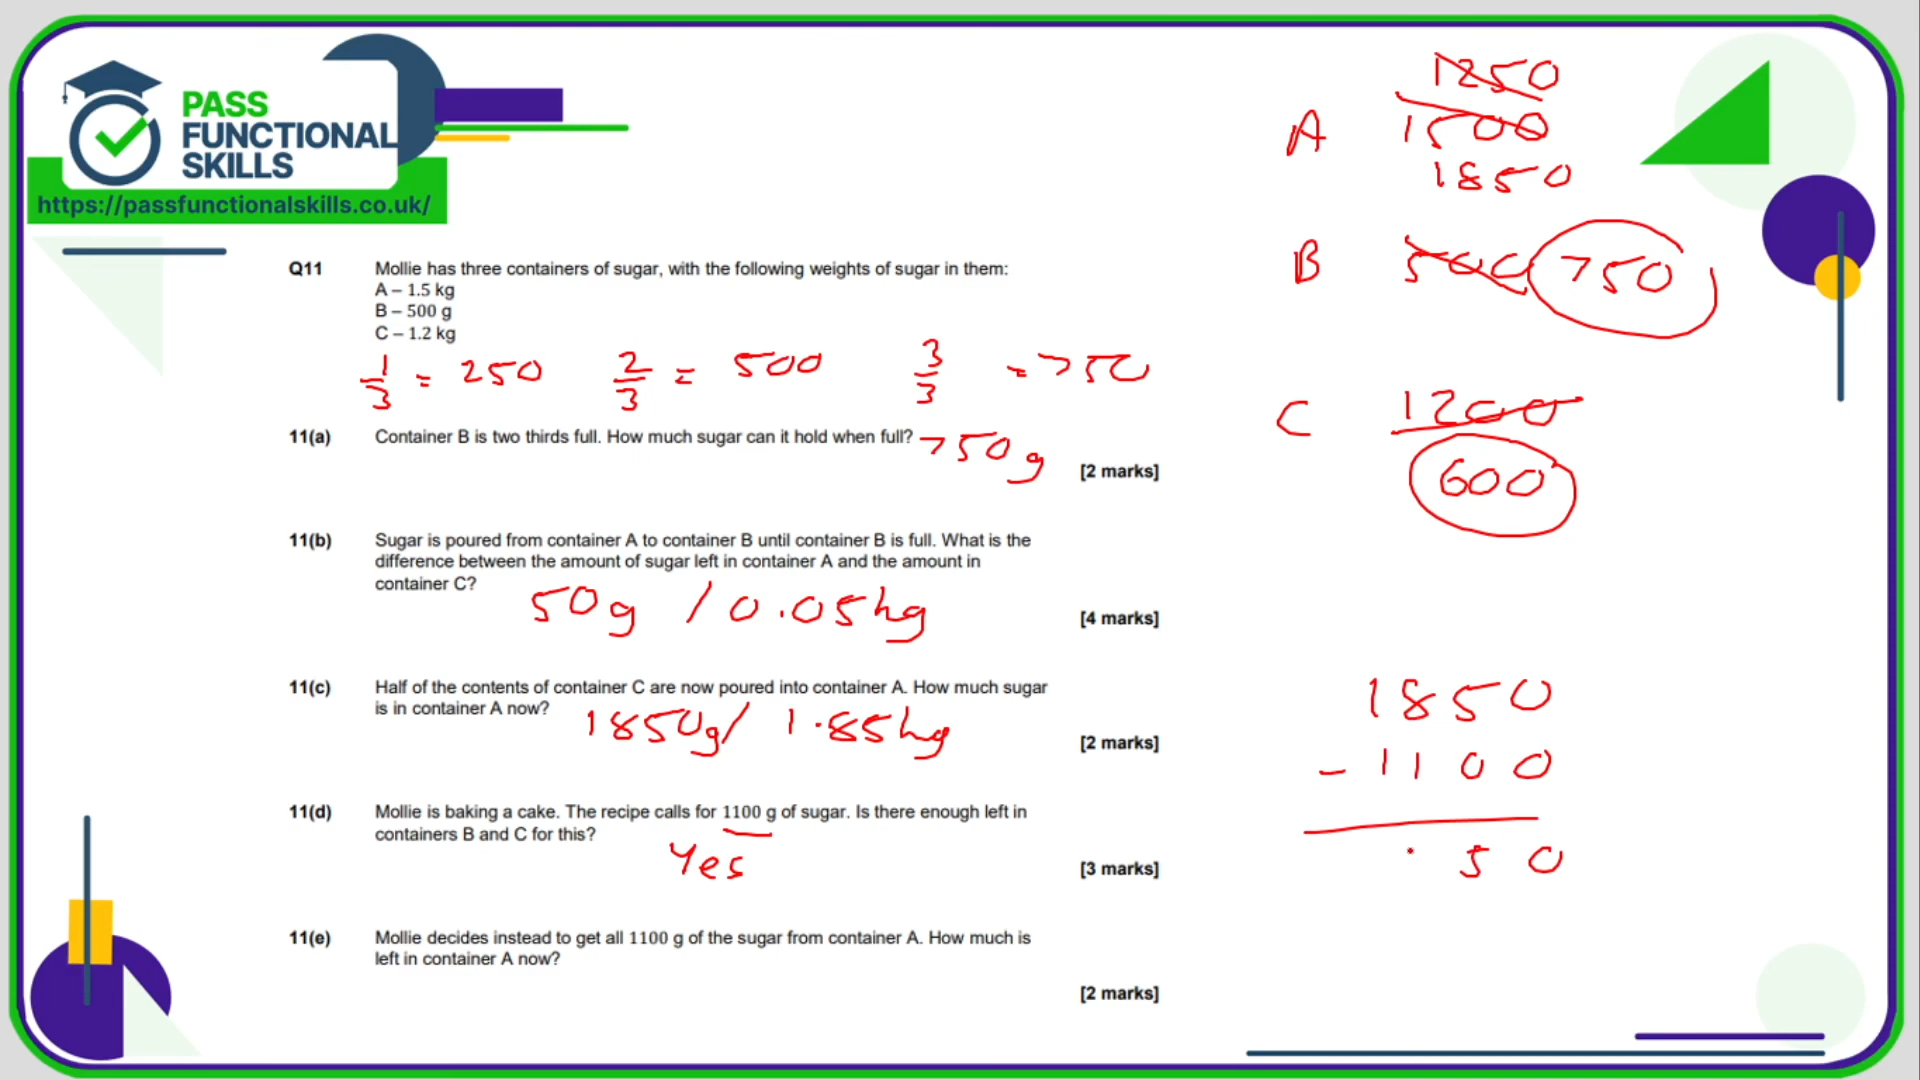 PASS
FUNCTIONAL
SKILLS
https://passfunctionalskills.co.uk/
Q11 Mollie has three containers of sugar, with the following weights of sugar in them:
A – 1.5 kg
B – 500 g
C – 1.2 kg
1/3 = 250 2/3 = 500 3/3 = 750
11(a) Container B is two thirds full. How much sugar can it hold when full? 750g
[2 marks]
11(b) Sugar is poured from container A to container B until container B is full. What is the
difference between the amount of sugar left in container A and the amount in
container C?
50g / 0.05kg
[4 marks]
11(c) Half of the contents of container C are now poured into container A. How much sugar
is in container A now? 1850g/ 1.85kg
[2 marks]
11(d) Mollie is baking a cake. The recipe calls for 1100 g of sugar. Is there enough left in
containers B and C for this?
Yes
[3 marks]
11(e) Mollie decides instead to get all 1100 g of the sugar from container A. How much is
left in container A now?
[2 marks]
1250
A 1500
1850
B 500 750
C 1200
600
1850
- 1100
50